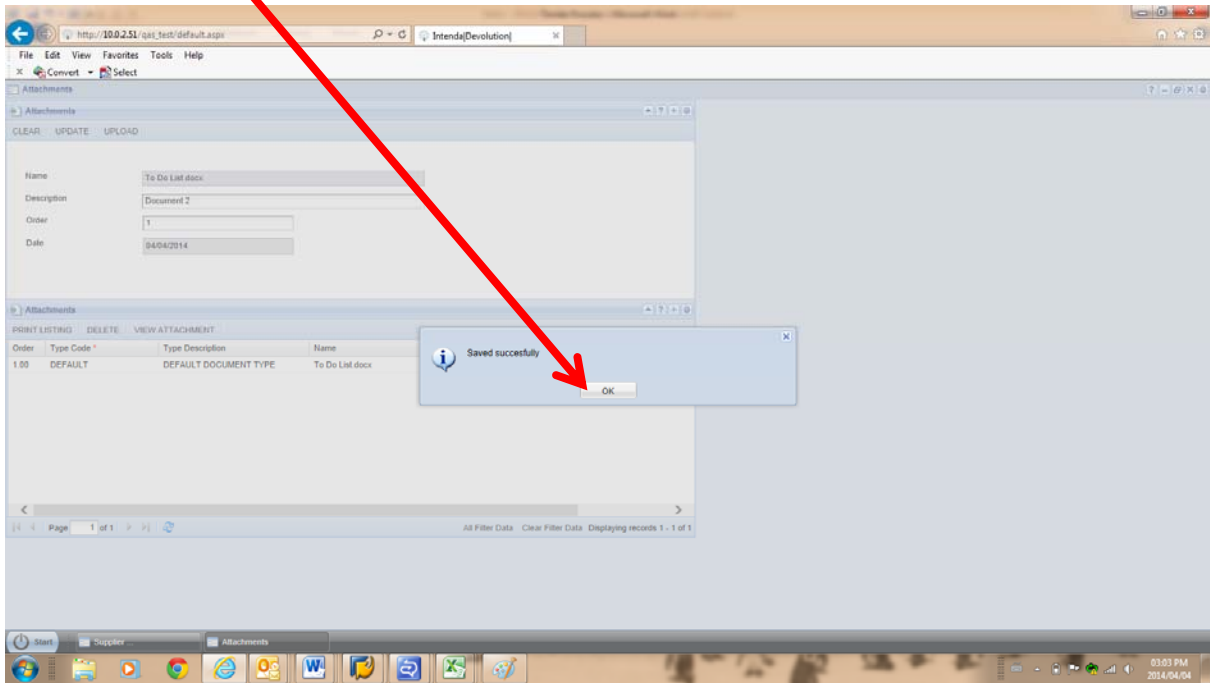 http://10.0.2.51/qas_test/default.aspx
Intenda|Devolution|
File Edit View Favorites Tools Help
Convert Select
Attachments
Attachments
CLEAR UPDATE UPLOAD
Name To Do List.docx
Description Document 2
Order 1
Date 04/04/2014
Attachments
PRINT LISTING DELETE VIEW ATTACHMENT
Order Type Code * Type Description Name
1.00 DEFAULT DEFAULT DOCUMENT TYPE To Do List.docx
Saved succesfully
OK
Page 1 of 1 All Filter Data Clear Filter Data Displaying records 1 - 1 of 1
Start Supplier ... Attachments
03:03 PM
2014/04/04